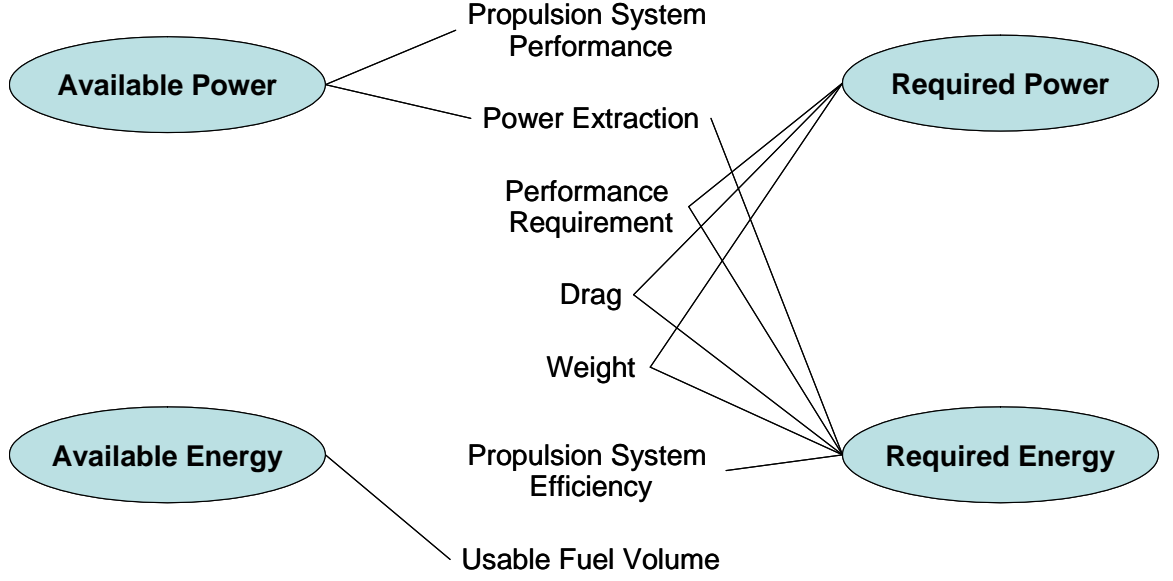 Propulsion System
Performance
Available Power
Required Power
Power Extraction
Performance
Requirement
Drag
Weight
Available Energy
Propulsion System
Efficiency
Required Energy
Usable Fuel Volume